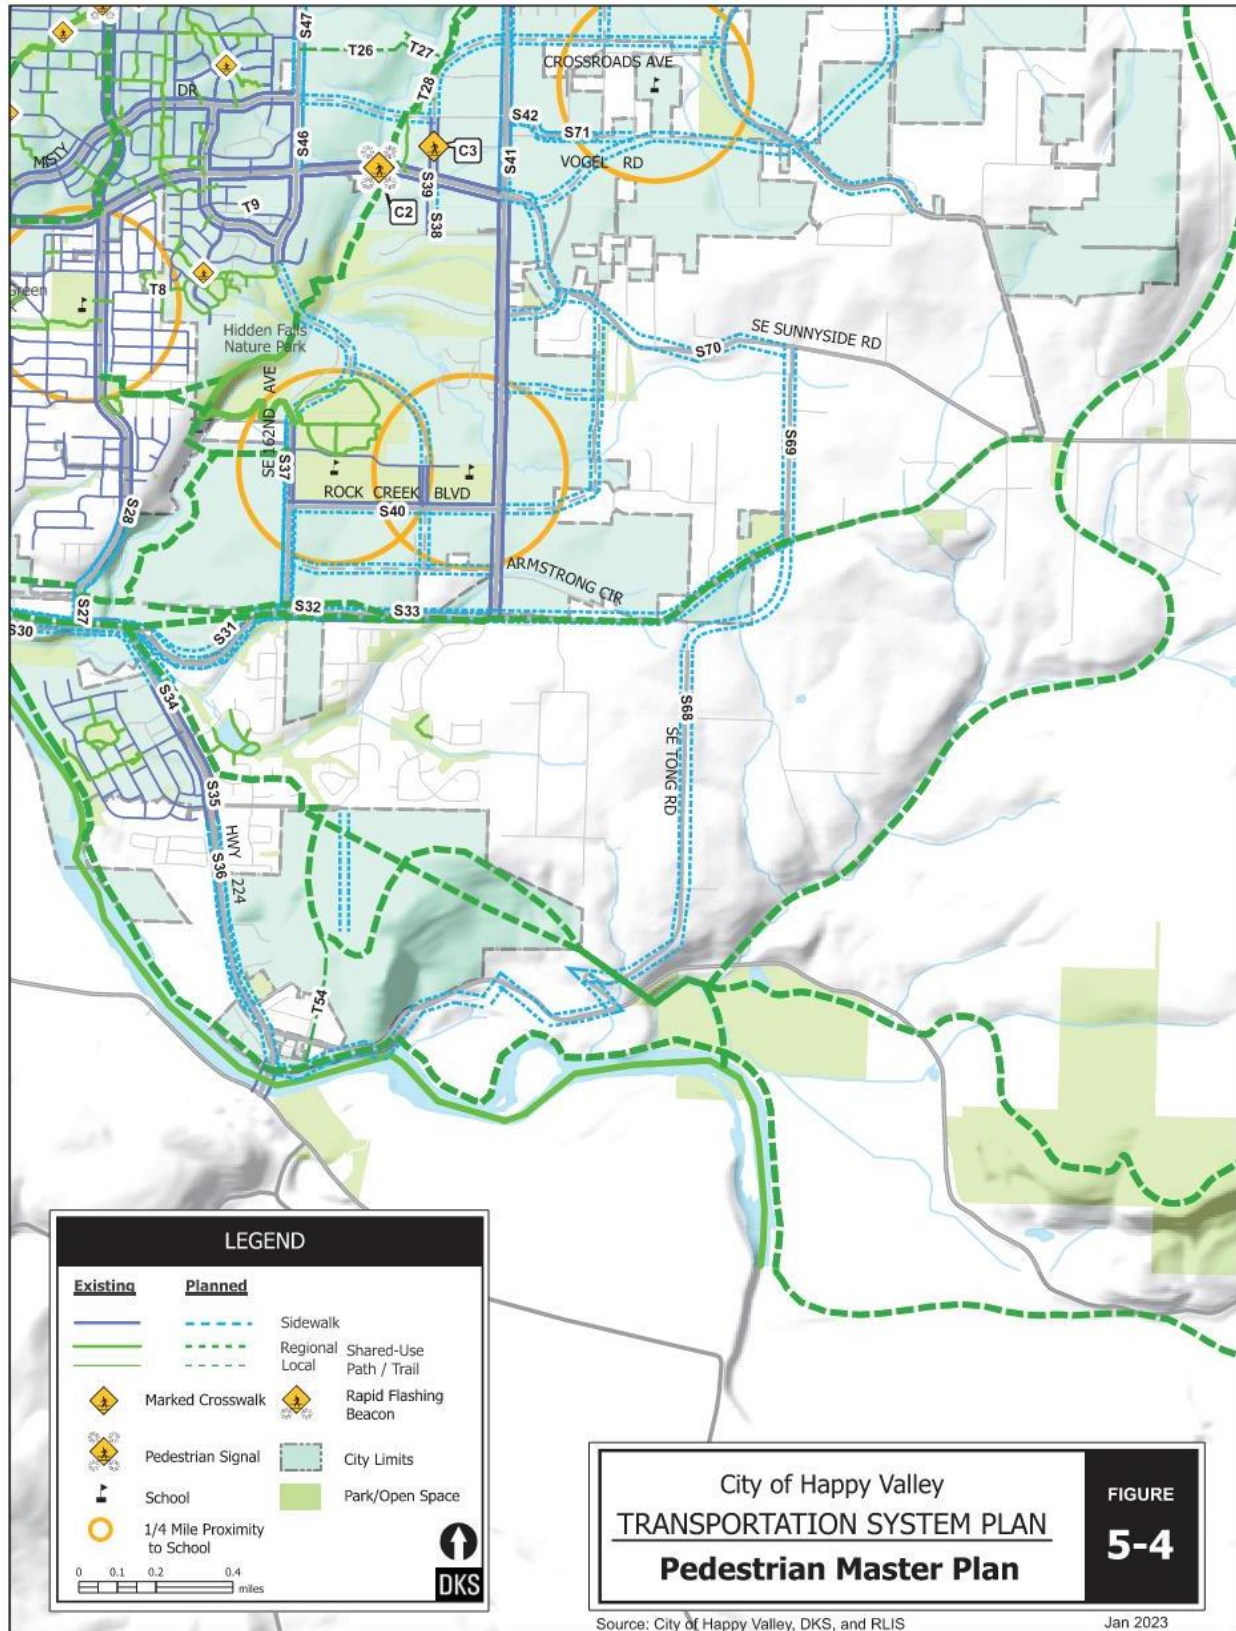 S47
T26
T27
CROSSROADS AVE
T28
DR
S42
S71
S46
C3
S41
VOGEL RD
MISTY
S39
T9
C2
S38
T8
Green
Hidden Falls
Nature Park
SE SUNNYSIDE RD
S70
SE 162ND AVE
S37
S69
ROCK CREEK BLVD
S40
S28
ARMSTRONG CIR
S27
S32
S33
S30
S31
S34
S68
SE TONG RD
S35
HWY 224
S36
T54
LEGEND
Existing Planned
Sidewalk
Regional Shared-Use
Local Path / Trail
Marked Crosswalk Rapid Flashing
Beacon
Pedestrian Signal City Limits
School Park/Open Space
1/4 Mile Proximity
to School
0 0.1 0.2 0.4
miles
DKS
City of Happy Valley
TRANSPORTATION SYSTEM PLAN
Pedestrian Master Plan
FIGURE
5-4
Source: City of Happy Valley, DKS, and RLIS Jan 2023